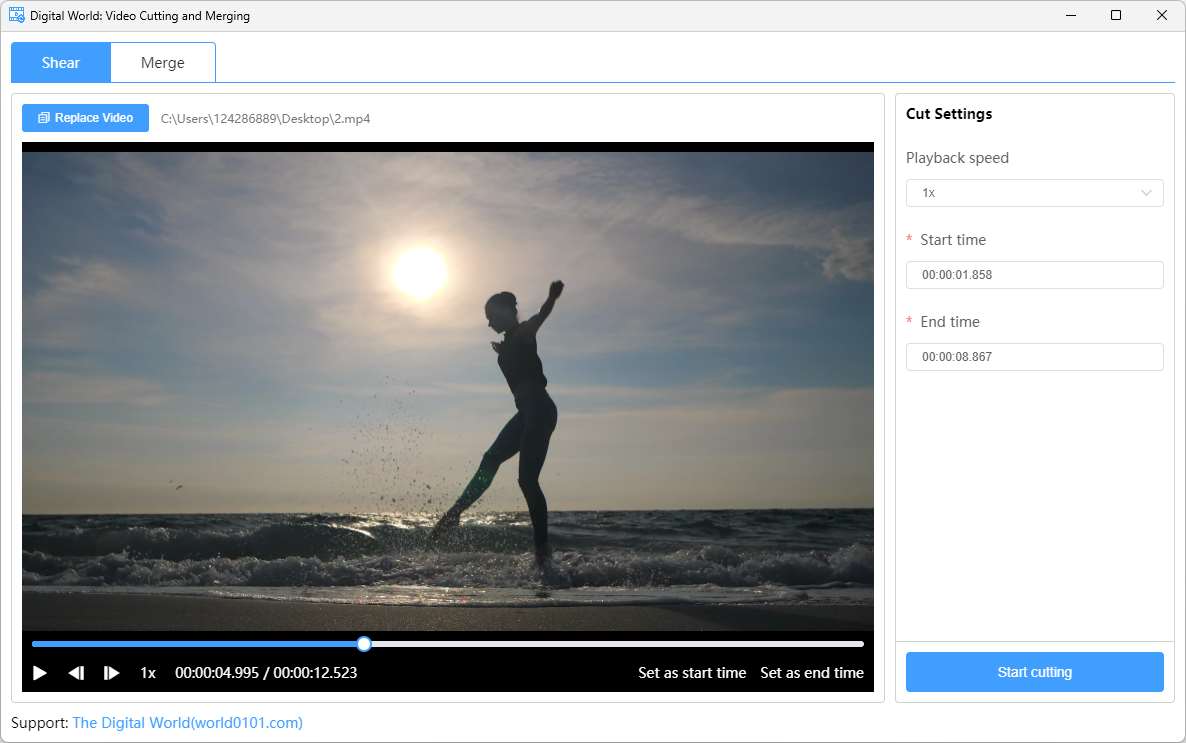 Digital World: Video Cutting and Merging
Shear
Merge
Replace Video
C:\Users\124286889\Desktop\2.mp4
Cut Settings
Playback speed
1x
* Start time
00:00:01.858
* End time
00:00:08.867
1x
00:00:04.995 / 00:00:12.523
Set as start time
Set as end time
Start cutting
Support: The Digital World(world0101.com)